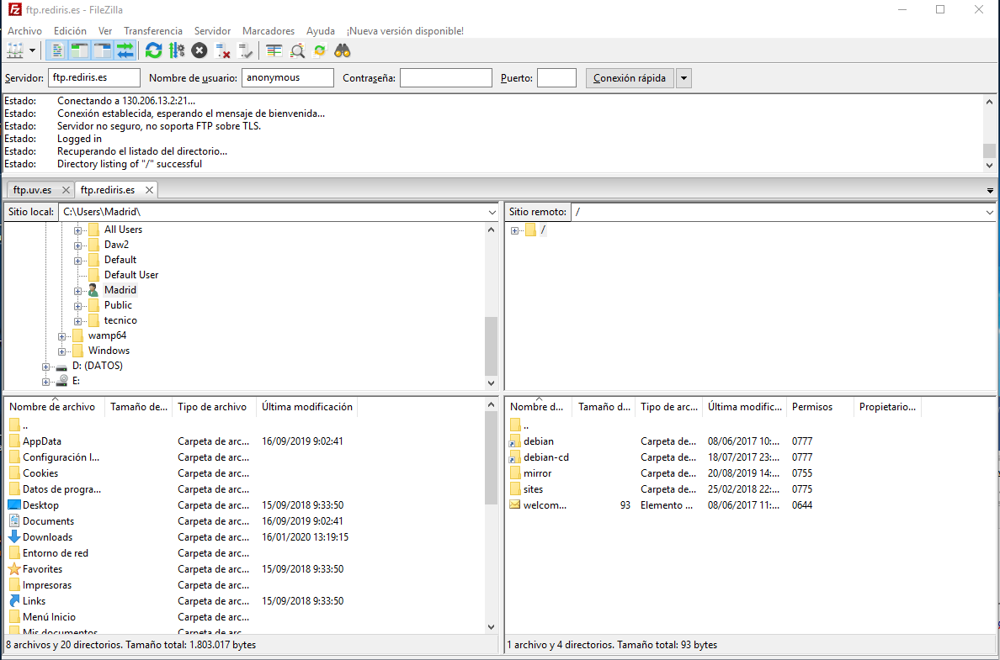 ftp.rediris.es - FileZilla
Archivo Edición Ver Transferencia Servidor Marcadores Ayuda ¡Nueva versión disponible!
Servidor: ftp.rediris.es Nombre de usuario: anonymous Contraseña: Puerto: Conexión rápida
Estado: Conectando a 130.206.13.2:21...
Estado: Conexión establecida, esperando el mensaje de bienvenida...
Estado: Servidor no seguro, no soporta FTP sobre TLS.
Estado: Logged in
Estado: Recuperando el listado del directorio...
Estado: Directory listing of "/" successful
ftp.uv.es ftp.rediris.es
Sitio local: C:\Users\Madrid\
All Users
Daw2
Default
Default User
Madrid
Public
tecnico
wamp64
Windows
D: (DATOS)
E:
Sitio remoto: /
/
Nombre de archivo Tamaño de... Tipo de archivo Última modificación
..
AppData Carpeta de arc... 16/09/2019 9:02:41
Configuración l... Carpeta de arc...
Cookies Carpeta de arc...
Datos de progra... Carpeta de arc...
Desktop Carpeta de arc... 15/09/2018 9:33:50
Documents Carpeta de arc... 16/09/2019 9:02:41
Downloads Carpeta de arc... 16/01/2020 13:19:15
Entorno de red Carpeta de arc...
Favorites Carpeta de arc... 15/09/2018 9:33:50
Impresoras Carpeta de arc...
Links Carpeta de arc... 15/09/2018 9:33:50
Menú Inicio Carpeta de arc...
Mis documentos Carpeta de arc...
8 archivos y 20 directorios. Tamaño total: 1.803.017 bytes
Nombre d... Tamaño d... Tipo de arc... Última modific... Permisos Propietario...
..
debian Carpeta de... 08/06/2017 10:... 0777
debian-cd Carpeta de... 18/07/2017 23:... 0777
mirror Carpeta de... 20/08/2019 14:... 0755
sites Carpeta de... 25/02/2018 22:... 0775
welcom... 93 Elemento ... 08/06/2017 11:... 0644
1 archivo y 4 directorios. Tamaño total: 93 bytes